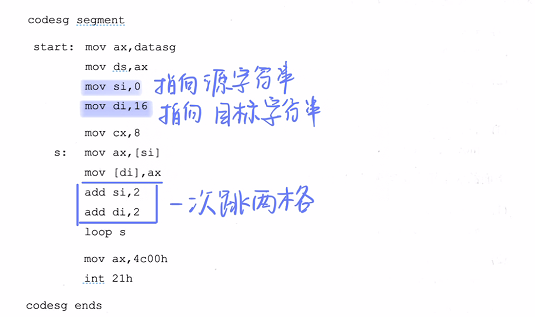 codesg segment
start: mov ax,datasg
mov ds,ax
mov si,0 指向源字符串
mov di,16 指向目标字符串
mov cx,8
s: mov ax,[si]
mov [di],ax
add si,2
add di,2 一次跳两格
loop s
mov ax,4c00h
int 21h
codesg ends